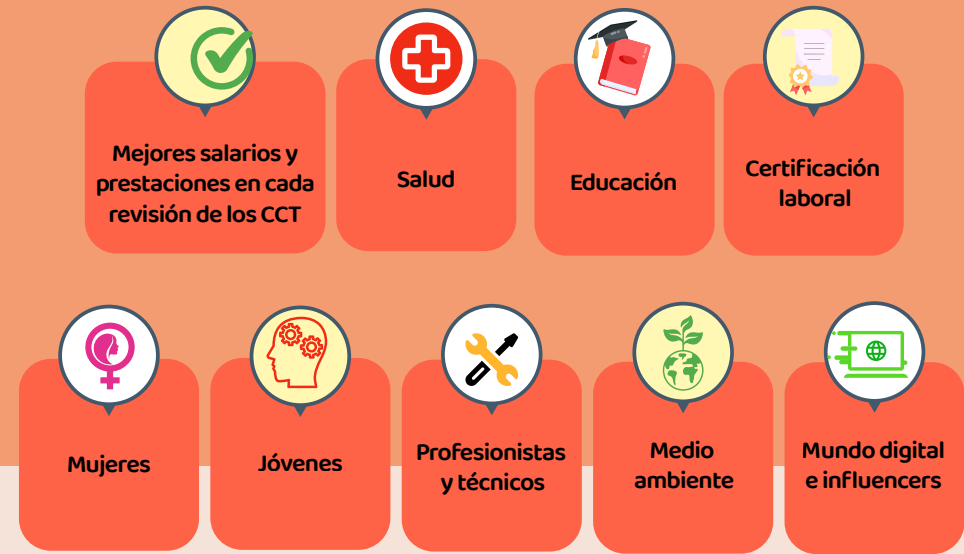 Mejores salarios y
prestaciones en cada
revisión de los CCT
Salud
Educación
Certificación
laboral
Mujeres
Jóvenes
Profesionistas
y técnicos
Medio
ambiente
Mundo digital
e influencers